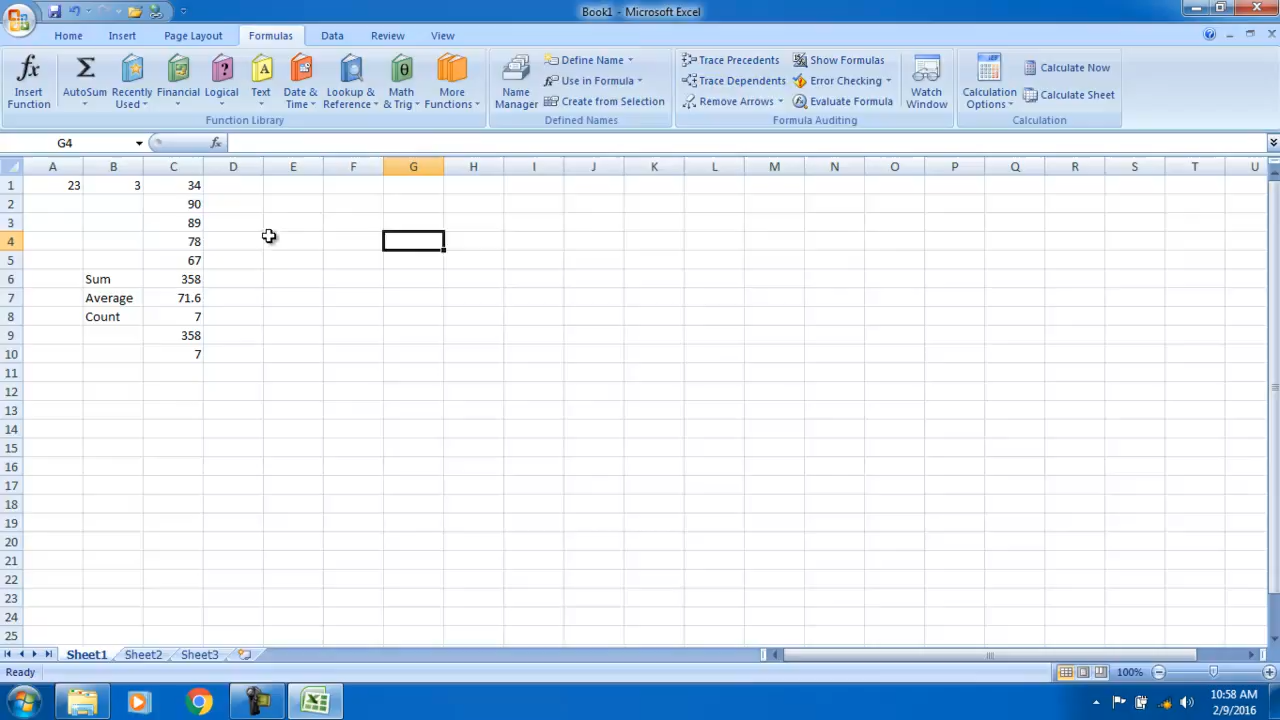 Book1 - Microsoft Excel
Home Insert Page Layout Formulas Data Review View
fx Insert Function
Σ AutoSum
Recently Used
Financial
? Logical
A Text
Date & Time
Lookup & Reference
θ Math & Trig
More Functions
Function Library
Name Manager
Define Name
Use in Formula
Create from Selection
Defined Names
Trace Precedents
Trace Dependents
Remove Arrows
Show Formulas
Error Checking
Evaluate Formula
Watch Window
Formula Auditing
Calculation Options
Calculate Now
Calculate Sheet
Calculation
G4 fx
A B C D E F G H I J K L M N O P Q R S T U
1 23 3 34
2 90
3 89
4 78
5 67
6 Sum 358
7 Average 71.6
8 Count 7
9 358
10 7
11
12
13
14
15
16
17
18
19
20
21
22
23
24
25
Sheet1 Sheet2 Sheet3
Ready 100%
10:58 AM
2/9/2016